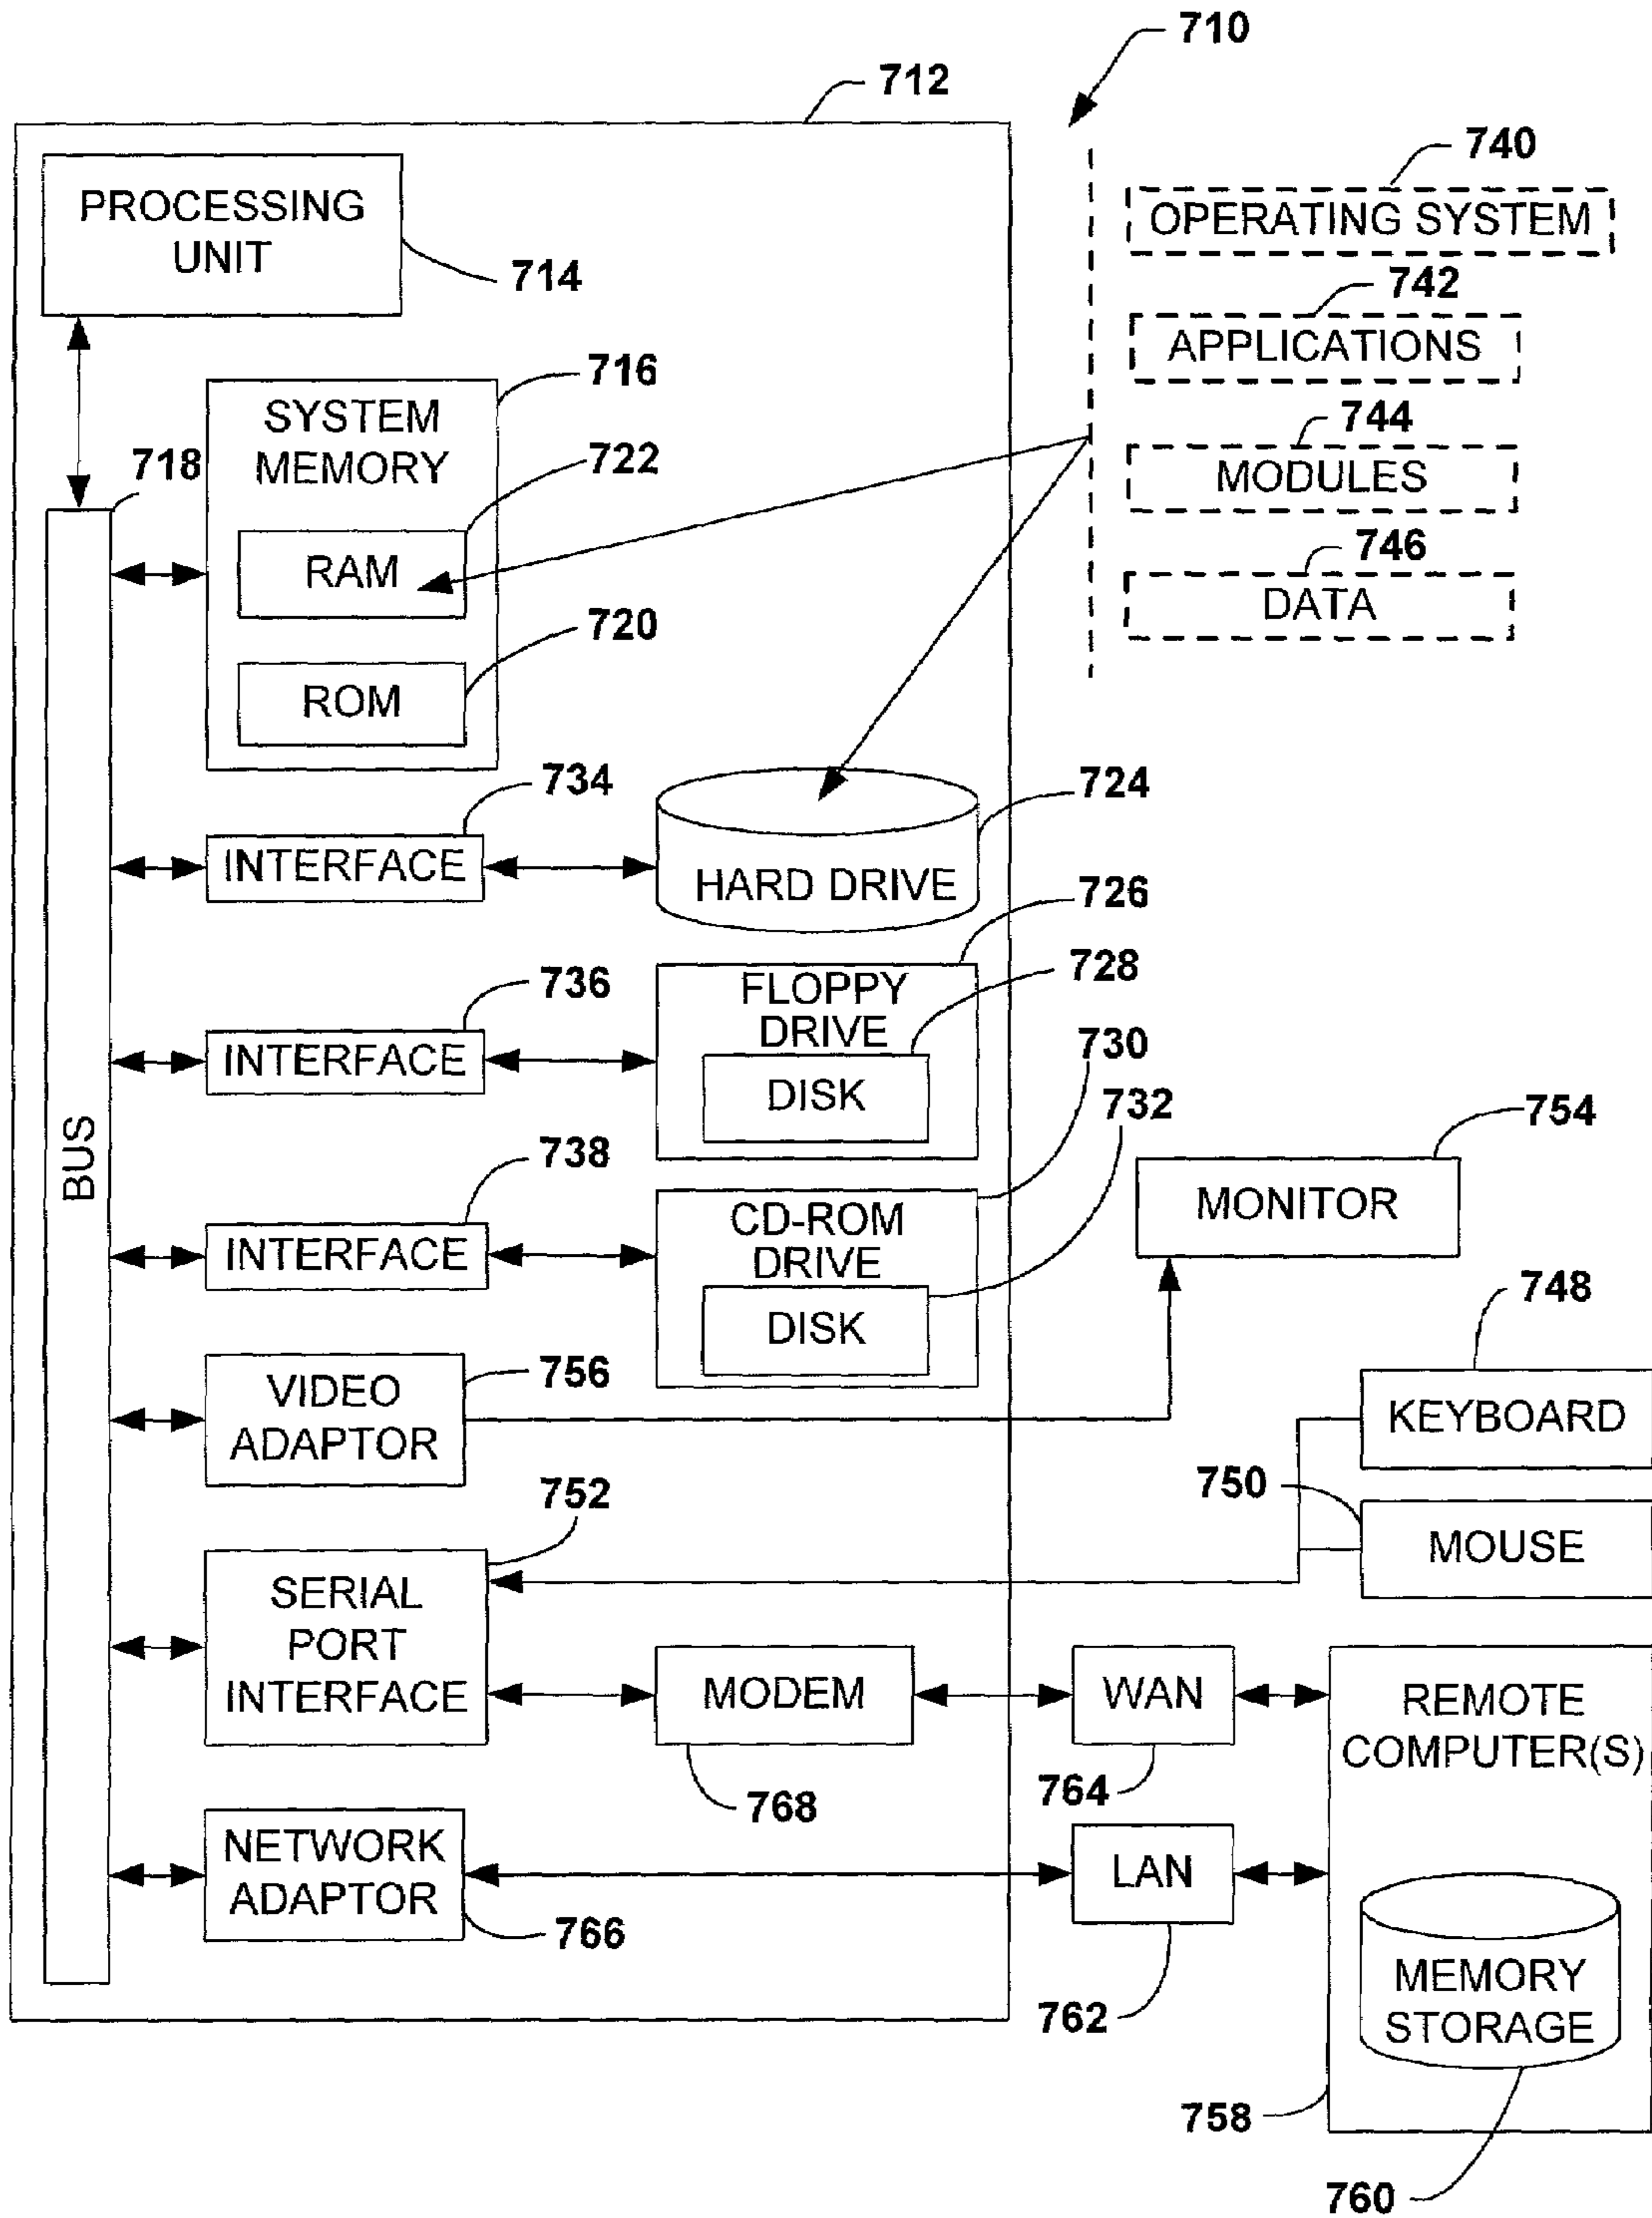 710
712
740
PROCESSING
UNIT
714
OPERATING SYSTEM
742
APPLICATIONS
716
SYSTEM
MEMORY
744
MODULES
718
722
RAM
746
DATA
720
ROM
734
INTERFACE
724
HARD DRIVE
726
736
INTERFACE
FLOPPY
DRIVE
728
DISK
730
732
BUS
738
INTERFACE
CD-ROM
DRIVE
DISK
754
MONITOR
748
KEYBOARD
756
VIDEO
ADAPTOR
750
MOUSE
752
SERIAL
PORT
INTERFACE
MODEM
768
WAN
764
REMOTE
COMPUTER(S)
NETWORK
ADAPTOR
766
LAN
762
MEMORY
STORAGE
758
760